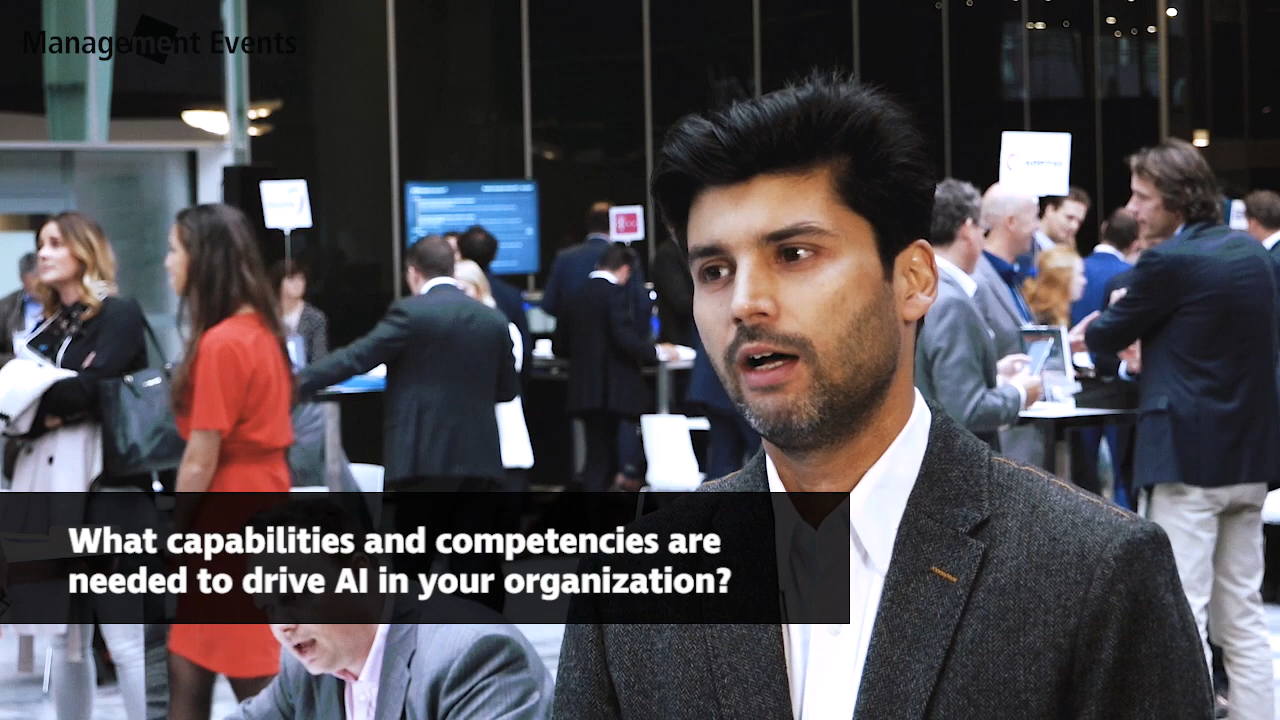 Management Events
What capabilities and competencies are
needed to drive AI in your organization?